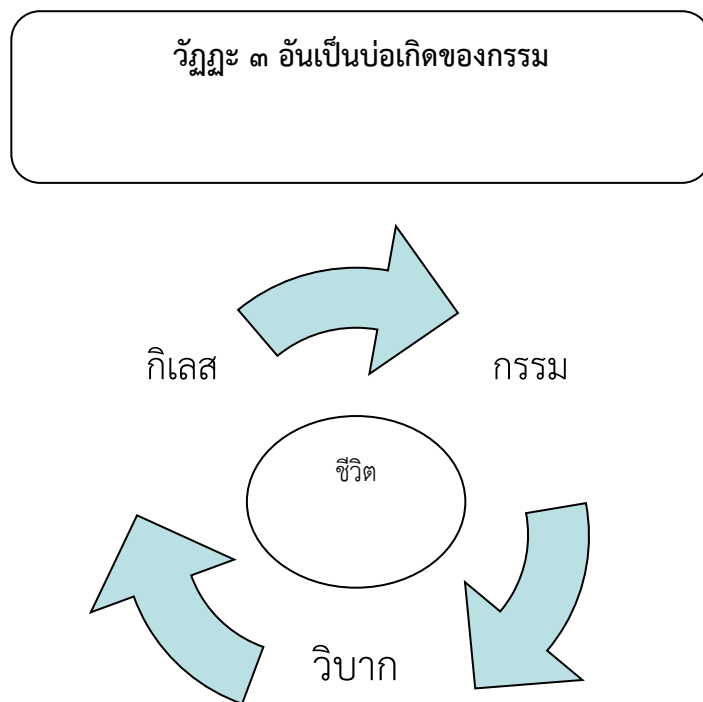 วัฏฏะ ๓ อันเป็นบ่อเกิดของกรรม
กิเลส
กรรม
ชีวิต
วิบาก